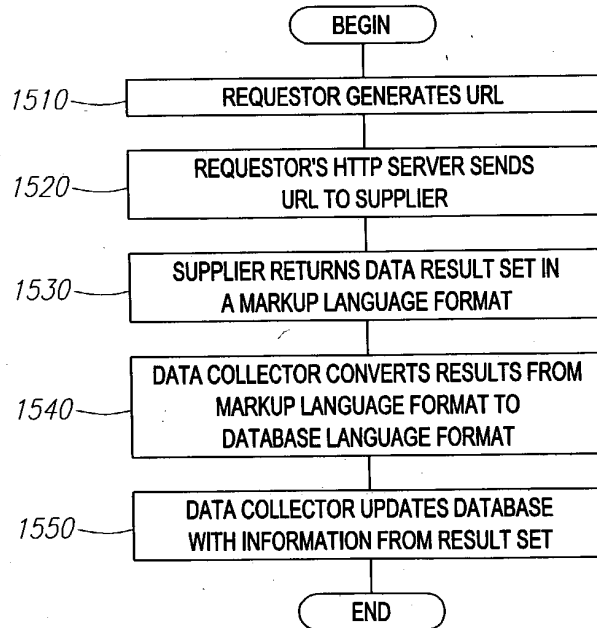 BEGIN
1510
REQUESTOR GENERATES URL
1520
REQUESTOR'S HTTP SERVER SENDS
URL TO SUPPLIER
1530
SUPPLIER RETURNS DATA RESULT SET IN
A MARKUP LANGUAGE FORMAT
1540
DATA COLLECTOR CONVERTS RESULTS FROM
MARKUP LANGUAGE FORMAT TO
DATABASE LANGUAGE FORMAT
1550
DATA COLLECTOR UPDATES DATABASE
WITH INFORMATION FROM RESULT SET
END